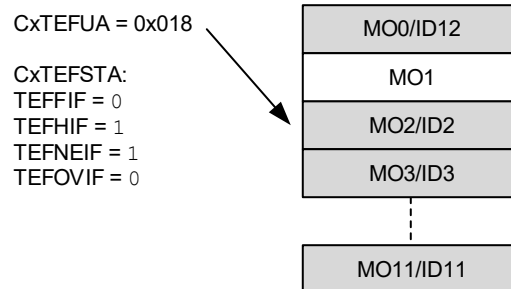 CxTEFUA = 0x018
CxTEFSTA:
TEFFIF = 0
TEFHIF = 1
TEFNEIF = 1
TEFOVIF = 0
MO0/ID12
MO1
MO2/ID2
MO3/ID3
MO11/ID11